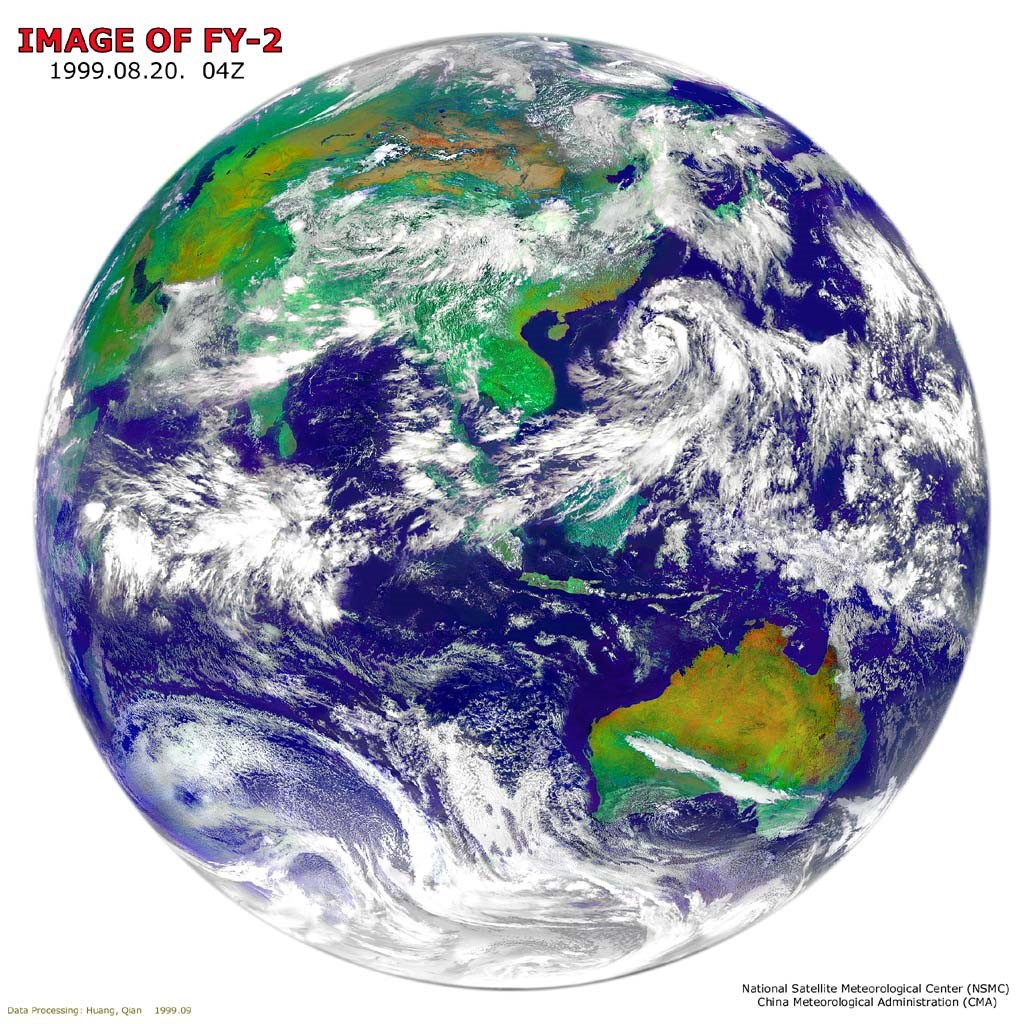 IMAGE OF FY-2
1999.08.20. 04Z
National Satellite Meteorological Center (NSMC)
China Meteorological Administration (CMA)
Data Processing: Huang, Qian 1999.09